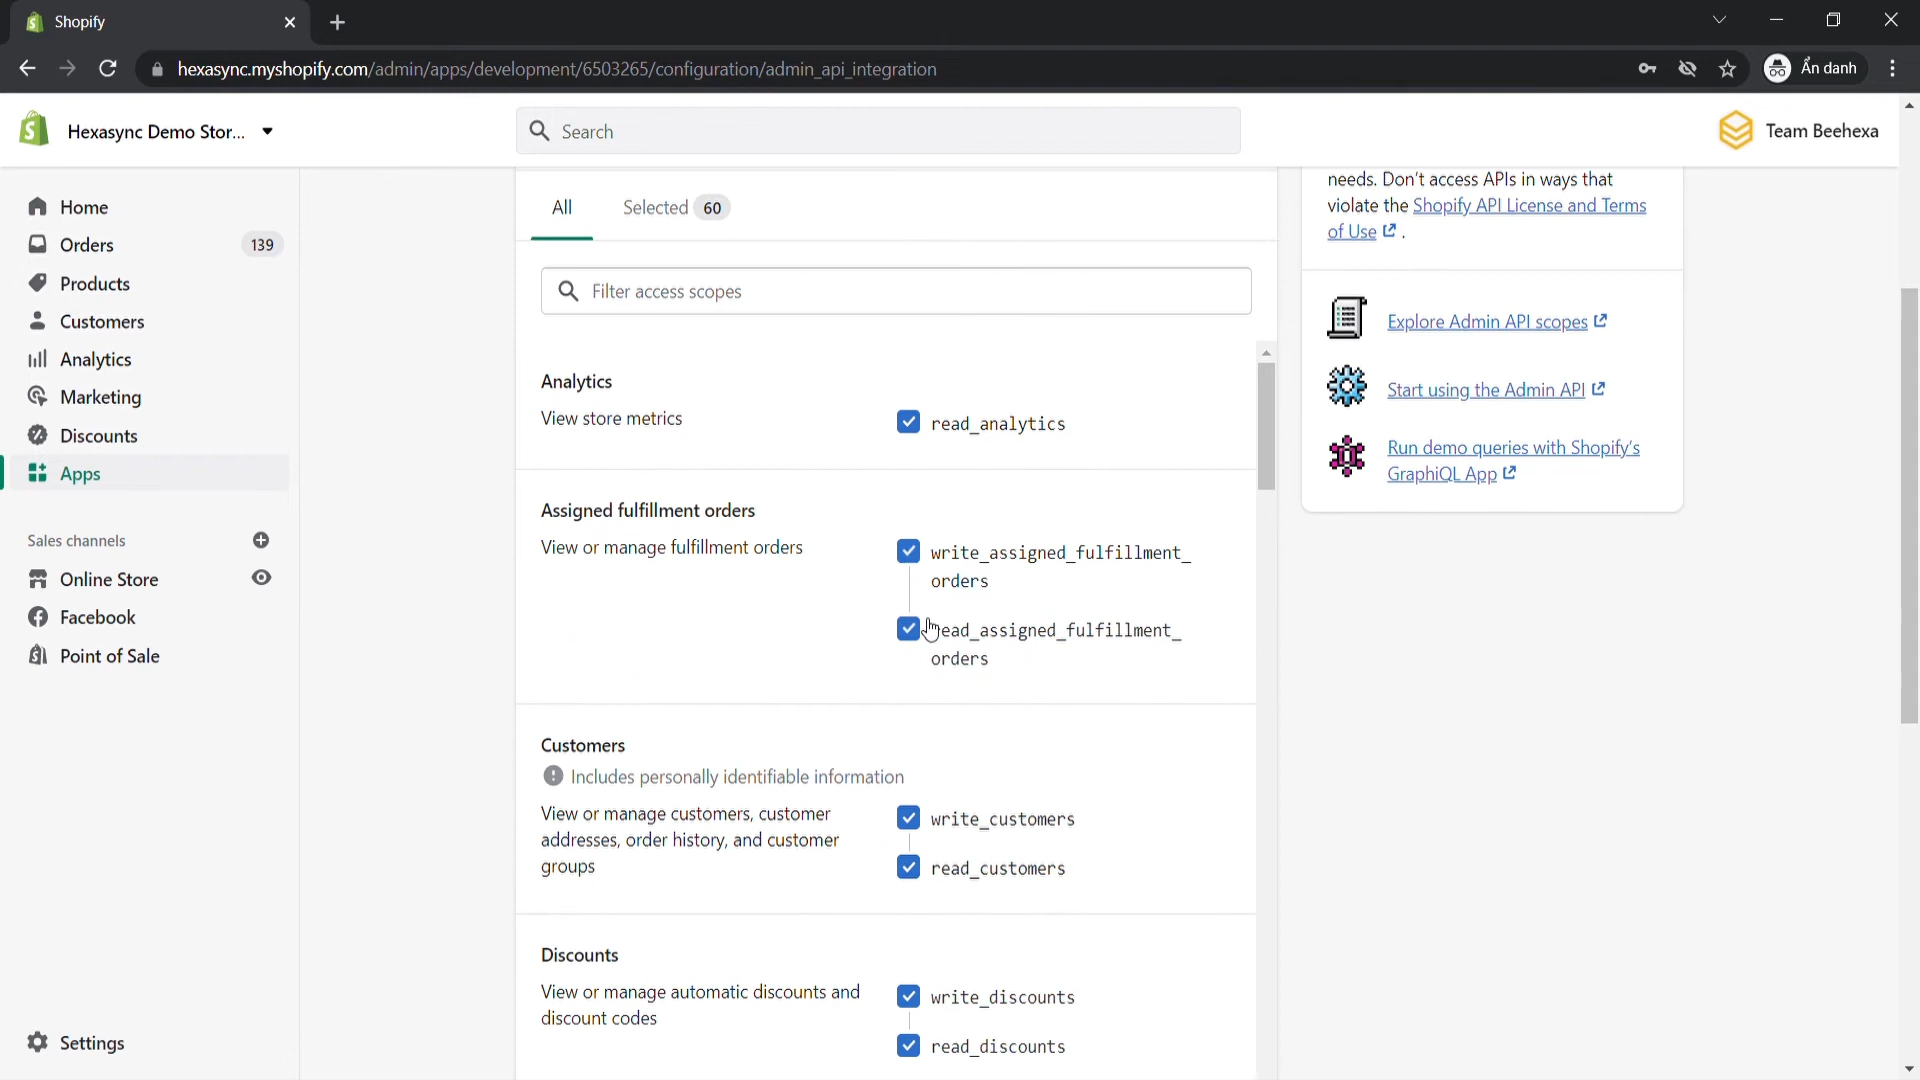 Shopify
hexasync.myshopify.com/admin/apps/development/6503265/configuration/admin_api_integration
Ẩn danh
Hexasync Demo Stor...
Search
Team Beehexa
Home
Orders 139
Products
Customers
Analytics
Marketing
Discounts
Apps
Sales channels
Online Store
Facebook
Point of Sale
Settings
All
Selected 60
Filter access scopes
Analytics
View store metrics
read_analytics
Assigned fulfillment orders
View or manage fulfillment orders
write_assigned_fulfillment_
orders
read_assigned_fulfillment_
orders
Customers
Includes personally identifiable information
View or manage customers, customer
addresses, order history, and customer
groups
write_customers
read_customers
Discounts
View or manage automatic discounts and
discount codes
write_discounts
read_discounts
needs. Don't access APIs in ways that
violate the Shopify API License and Terms
of Use .
Explore Admin API scopes
Start using the Admin API
Run demo queries with Shopify's
GraphiQL App